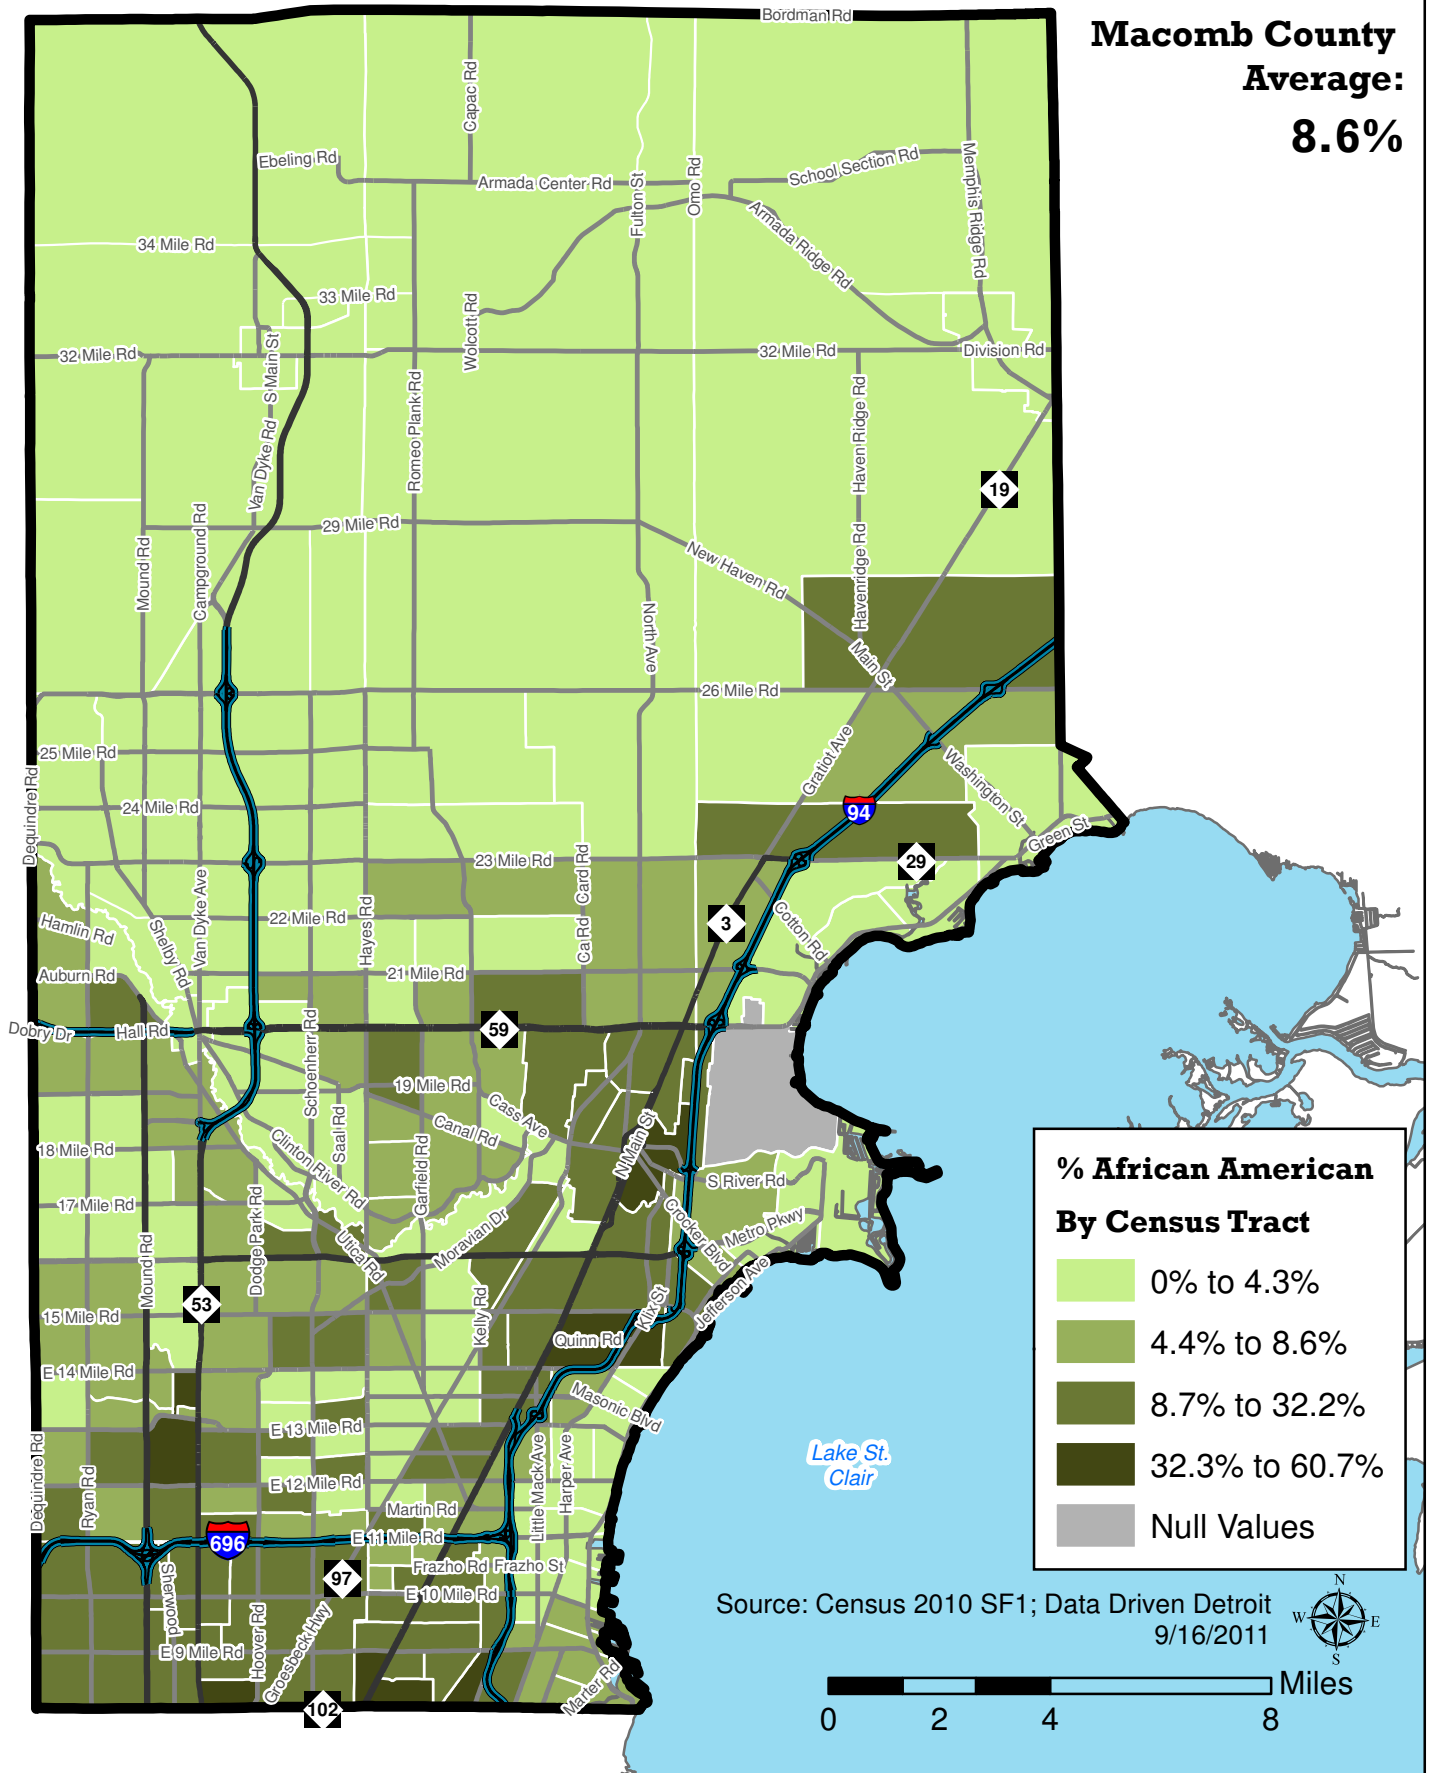 Bordman Rd
Macomb County
Average:
8.6%
Capac Rd
Ebeling Rd
Armada Center Rd
School Section Rd
Fulton St
Omo Rd
Memphis Ridge Rd
Armada Ridge Rd
34 Mile Rd
33 Mile Rd
Wolcott Rd
32 Mile Rd
S Main St
32 Mile Rd
Division Rd
Van Dyke Rd
Romeo Plank Rd
Haven Ridge Rd
19
29 Mile Rd
Mound Rd
Campground Rd
New Haven Rd
Havenridge Rd
North Ave
Main St
26 Mile Rd
25 Mile Rd
Gratiot Ave
Washington St
24 Mile Rd
94
Dequindre Rd
Green St
23 Mile Rd
Card Rd
29
Van Dyke Ave
22 Mile Rd
Hayes Rd
Ca Rd
3
Cotton Rd
Hamlin Rd
Shelby Rd
Auburn Rd
21 Mile Rd
Dobry Dr
Hall Rd
59
Schoenherr Rd
19 Mile Rd
Cass Ave
Canal Rd
N Main St
18 Mile Rd
Saal Rd
Clinton River Rd
Garfield Rd
S River Rd
17 Mile Rd
Dodge Park Rd
Utica Rd
Moravian Dr
Crocker Blvd
Metro Pkwy
Mound Rd
53
Kelly Rd
Klix St
Jefferson Ave
15 Mile Rd
Quinn Rd
E 14 Mile Rd
Masonic Blvd
E 13 Mile Rd
Dequindre Rd
Ryan Rd
E 12 Mile Rd
Little Mack Ave
Harper Ave
Martin Rd
696
E 11 Mile Rd
Frazho Rd
Frazho St
Sherwood
97
E 10 Mile Rd
E 9 Mile Rd
Hoover Rd
Groesbeck Hwy
Marter Rd
102
Lake St.
Clair
% African American
By Census Tract
0% to 4.3%
4.4% to 8.6%
8.7% to 32.2%
32.3% to 60.7%
Null Values
Source: Census 2010 SF1; Data Driven Detroit
9/16/2011
N
W
E
S
Miles
0
2
4
8